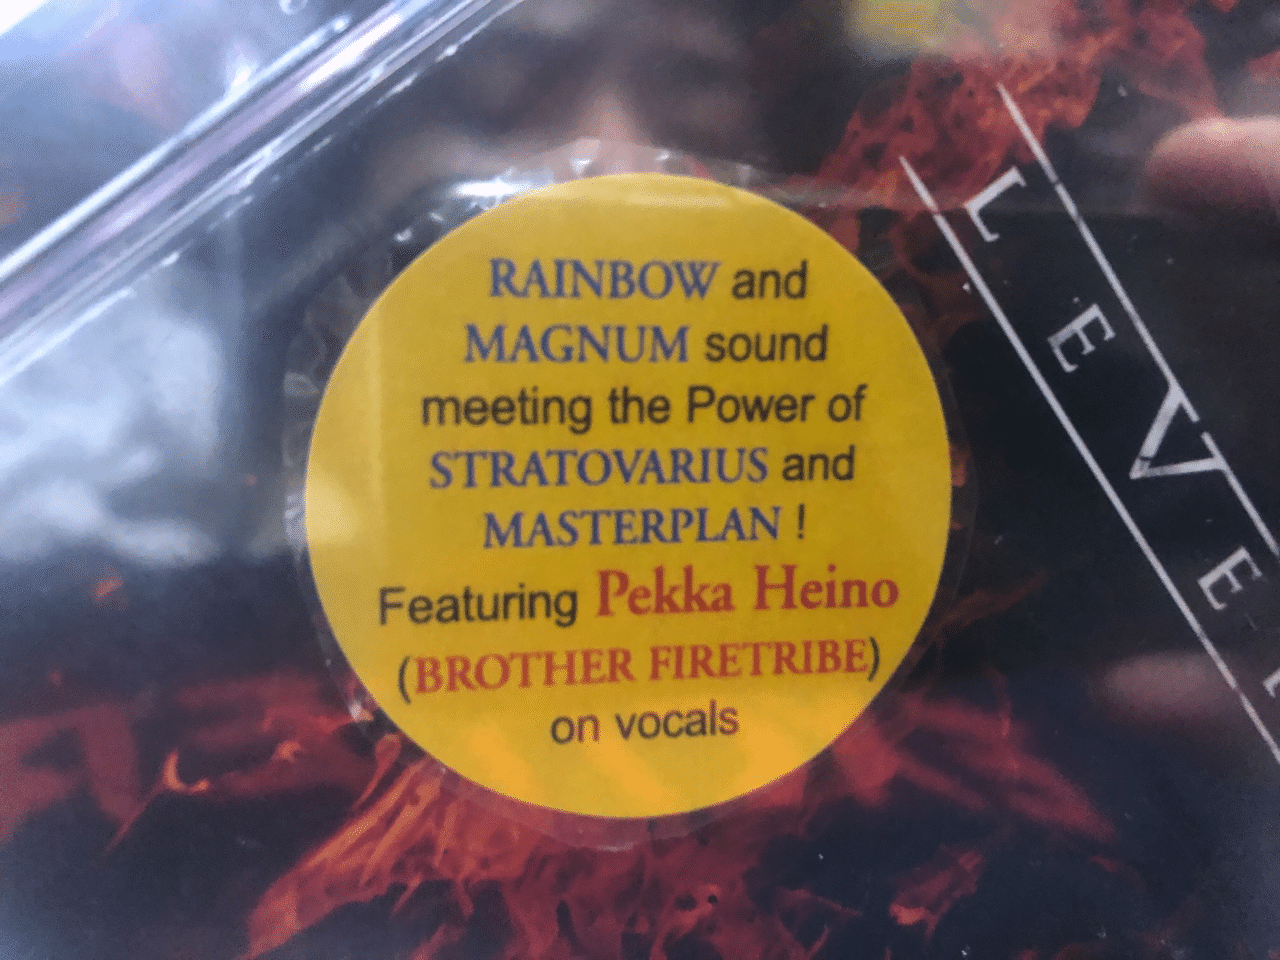 RAINBOW and
MAGNUM sound
meeting the Power of
STRATOVARIUS and
MASTERPLAN !
Featuring Pekka Heino
(BROTHER FIRETRIBE)
on vocals